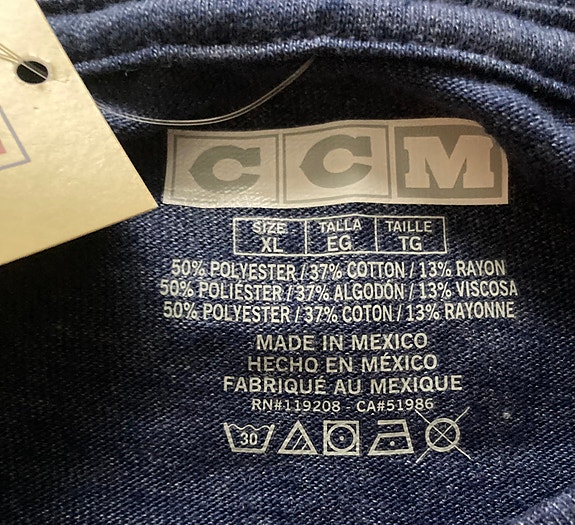 CCM
SIZE TALLA TAILLE
XL EG TG
50% POLYESTER / 37% COTTON / 13% RAYON
50% POLIÉSTER / 37% ALGODÓN / 13% VISCOSA
50% POLYESTER / 37% COTON / 13% RAYONNE
MADE IN MEXICO
HECHO EN MÉXICO
FABRIQUÉ AU MEXIQUE
RN#119208 - CA#51986
30